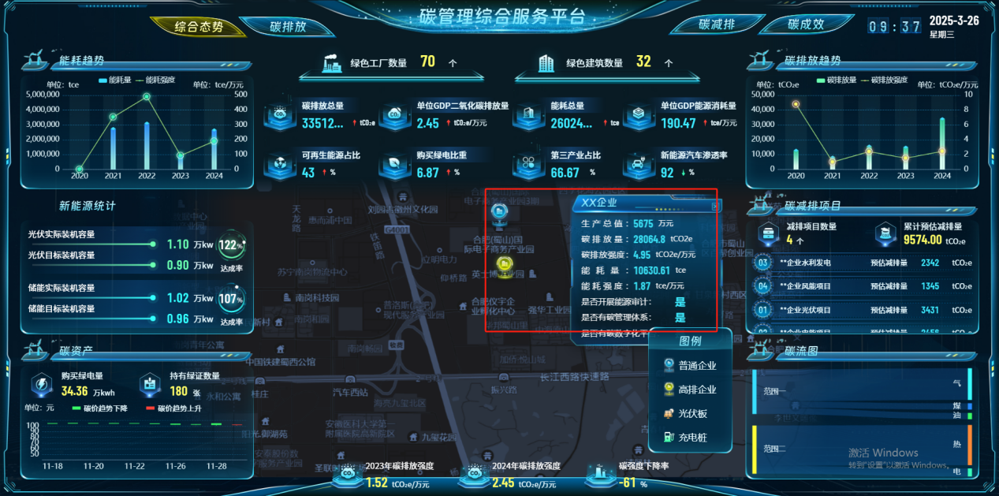 碳管理综合服务平台
综合态势
碳排放
碳减排
碳成效
09:37
2025-3-26
星期三
能耗趋势
单位: tce
能耗量
能耗强度
单位: tce/万元
5,000,000
4,000,000
3,000,000
2,000,000
1,000,000
0
500
400
300
200
100
0
2020 2021 2022 2023 2024
绿色工厂数量 70 个
绿色建筑数量 32 个
碳排放总量
33512... tCO₂e
单位GDP二氧化碳排放量
2.45 tCO₂e/万元
能耗总量
26024... tce
单位GDP能源消耗量
190.47 tce/万元
可再生能源占比
43 %
购买绿电比重
6.87 %
第三产业占比
66.67 %
新能源汽车渗透率
92 %
碳排放趋势
单位: tCO₂e
碳排放量
碳排放强度
单位: tCO₂e/万元
50,000
40,000
30,000
20,000
10,000
0
10
8
6
4
2
0
2020 2021 2022 2023 2024
新能源统计
光伏实际装机容量
1.10 万kw
光伏目标装机容量
0.90 万kw
122%
达成率
储能实际装机容量
1.02 万kw
储能目标装机容量
0.96 万kw
107%
达成率
XX企业
生产总值: 5675 万元
碳排放量: 28064.8 tCO2e
碳排放强度: 4.95 tCO2e/万元
能耗量: 10630.61 tce
能耗强度: 1.87 tce/万元
是否开展能源审计: 是
是否有碳管理体系: 是
是否有碳数字化平
图例
普通企业
高排企业
光伏板
充电桩
刘园古徽州文化园
G4001
惠而浦中国
天龙路
立明电力
仰桥路
苏宁南岗物流中心
南岗科技园
南岗和园
合肥(蜀山)国
际电子商务产业园
英士博
业园
合肥仪宇企
业孵化中心
强华工业园
中国铁建蜀西公馆
永和公寓
桂庄
汽车西站
振兴路
长江西路快速路
海亮九玺北区
安徽医科大学第一
附属医院高新院区
九玺花园
碳减排项目
减排项目数量
4 个
累计预估减排量
9574.00 tCO₂e
03 **企业水利发电 预估减排量 2342 tCO₂e
04 **企业风能项目 预估减排量 1345 tCO₂e
01 **企业光伏项目 预估减排量 3431 tCO₂e
碳资产
购买绿电量
34.36 万kwh
持有绿证数量
180 张
单位: 元
碳价趋势下降
碳价趋势上升
100
90
80
70
60
50
11-18 11-20 11-22 11-26 11-28
碳流图
范围一
范围二
气
煤
油
热
电
2023年碳排放强度
1.52 tCO₂e/万元
2024年碳排放强度
2.45 tCO₂e/万元
碳强度下降率
-61 %
激活 Windows
转到"设置"以激活 Windows。